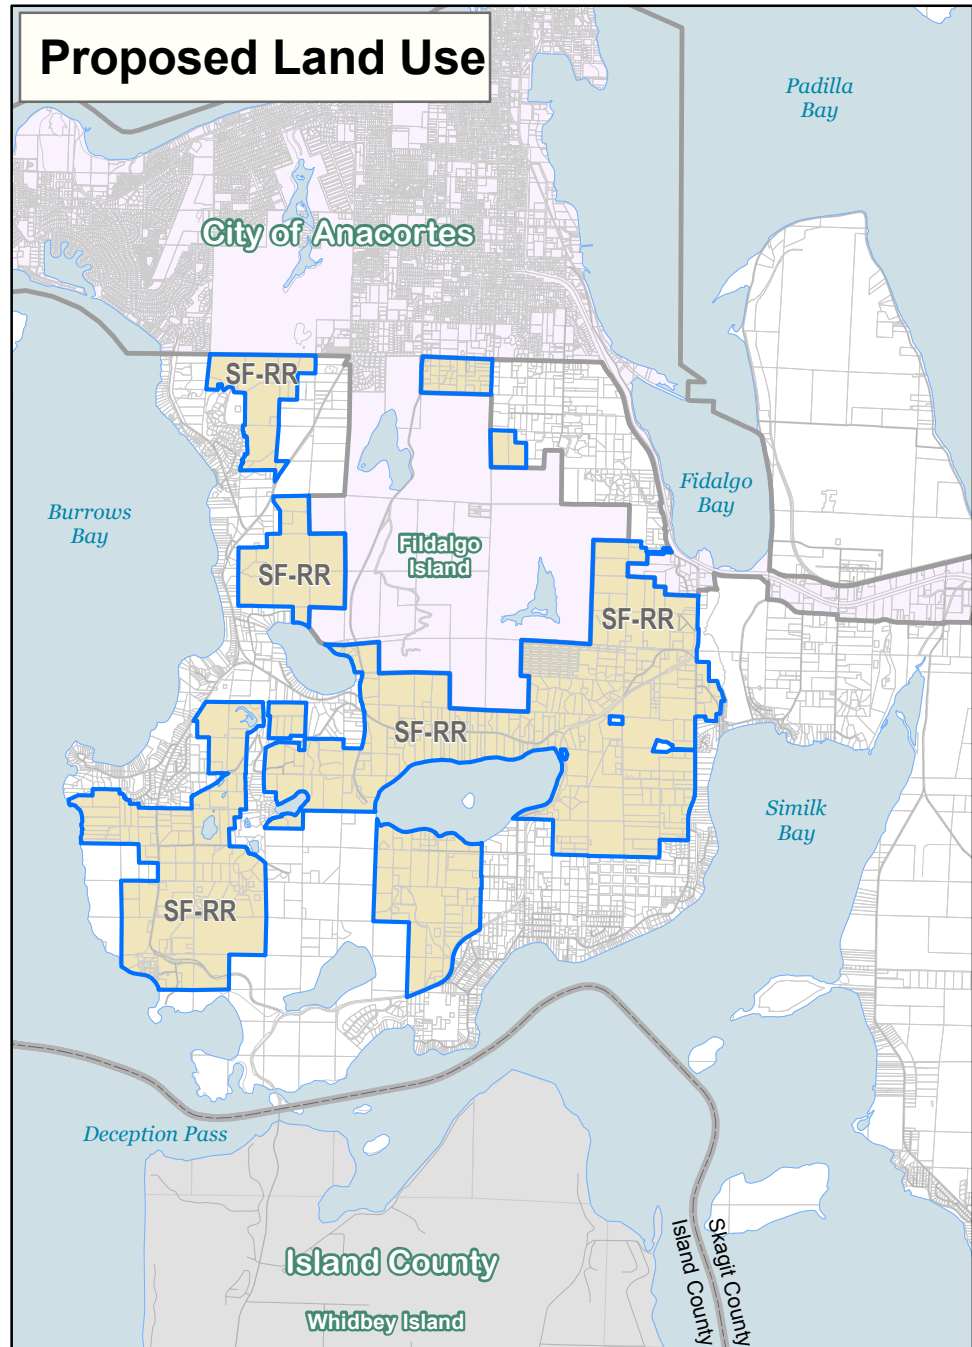 Proposed Land Use
Padilla
Bay
City of Anacortes
SF-RR
Burrows
Bay
Fidalgo
Bay
Fildalgo
Island
SF-RR
SF-RR
SF-RR
Similk
Bay
SF-RR
Deception Pass
Skagit County
Island County
Island County
Whidbey Island